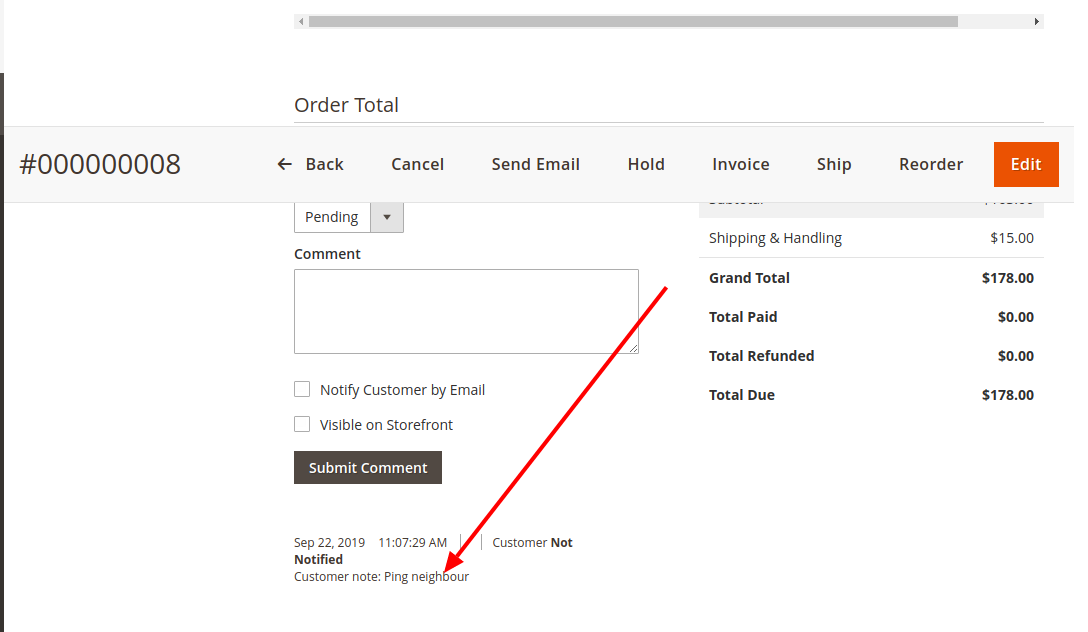 Order Total
#000000008
Back Cancel Send Email Hold Invoice Ship Reorder Edit
Pending
Shipping & Handling $15.00
Comment
Grand Total $178.00
Total Paid $0.00
Total Refunded $0.00
Notify Customer by Email
Total Due $178.00
Visible on Storefront
Submit Comment
Sep 22, 2019 11:07:29 AM Customer Not
Notified
Customer note: Ping neighbour